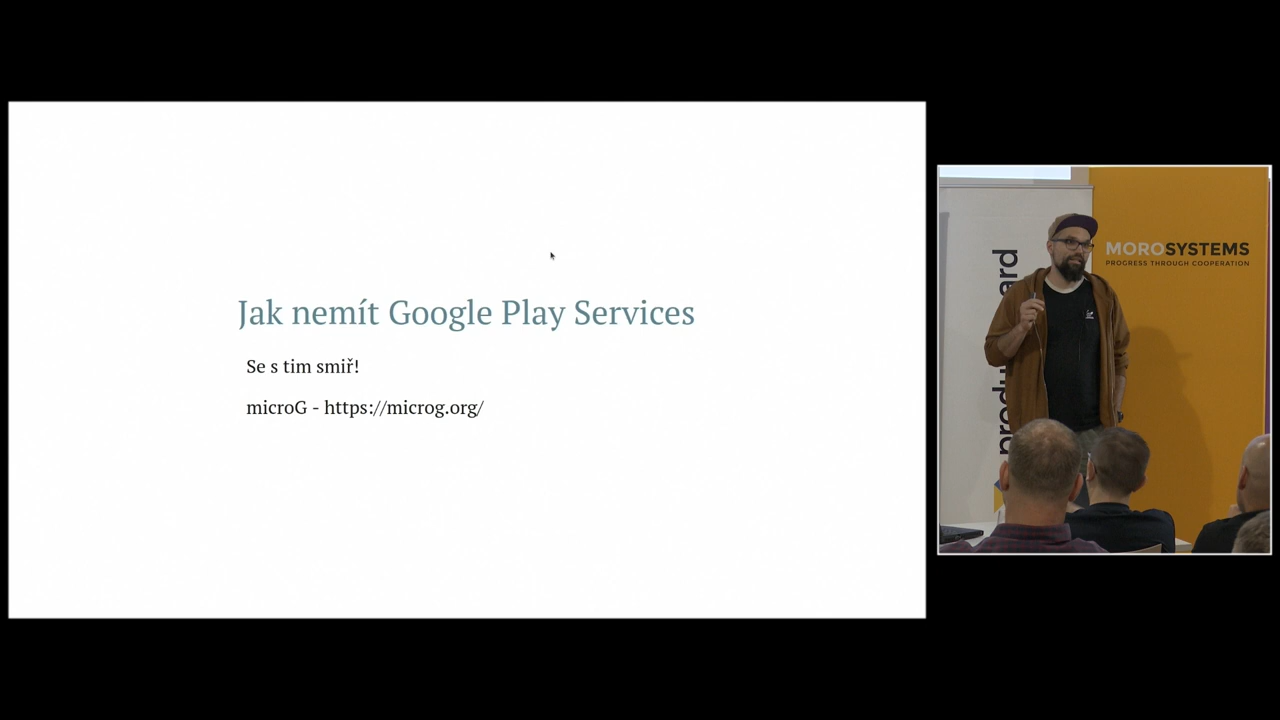 Jak nemít Google Play Services
Se s tim smiř!
microG - https://microg.org/
MOROSYSTEMS
PROGRESS THROUGH COOPERATION